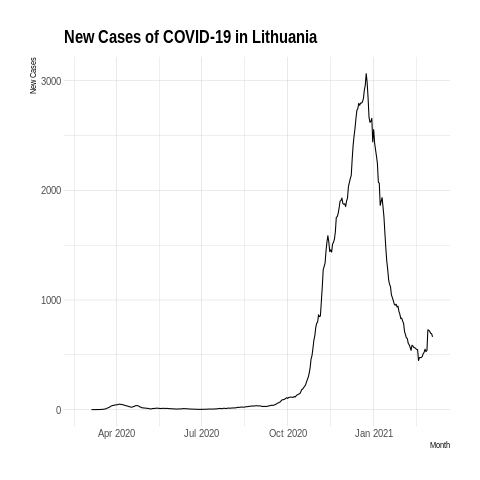 New Cases of COVID-19 in Lithuania
New Cases
3000
2000
1000
0
Apr 2020 Jul 2020 Oct 2020 Jan 2021
Month